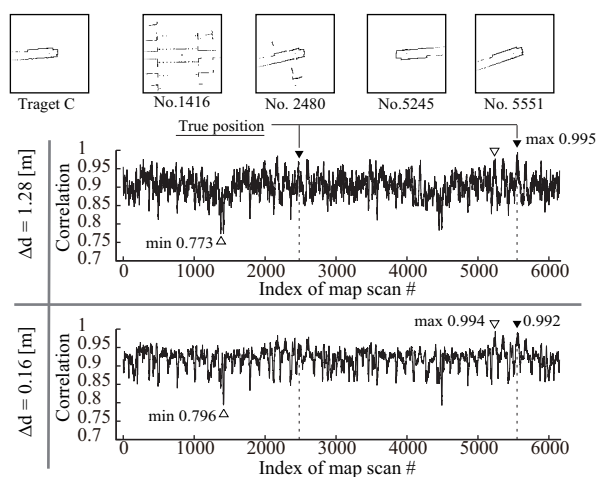 Traget C
No.1416
No. 2480
No.5245
No. 5551
True position
max 0.995
Δd = 1.28 [m]
Correlation
1
0.95
0.9
0.85
0.8
0.75
0.7
min 0.773
0 1000 2000 3000 4000 5000 6000
Index of map scan #
Δd = 0.16 [m]
Correlation
1
0.95
0.9
0.85
0.8
0.75
0.7
max 0.994
0.992
min 0.796
0 1000 2000 3000 4000 5000 6000
Index of map scan #